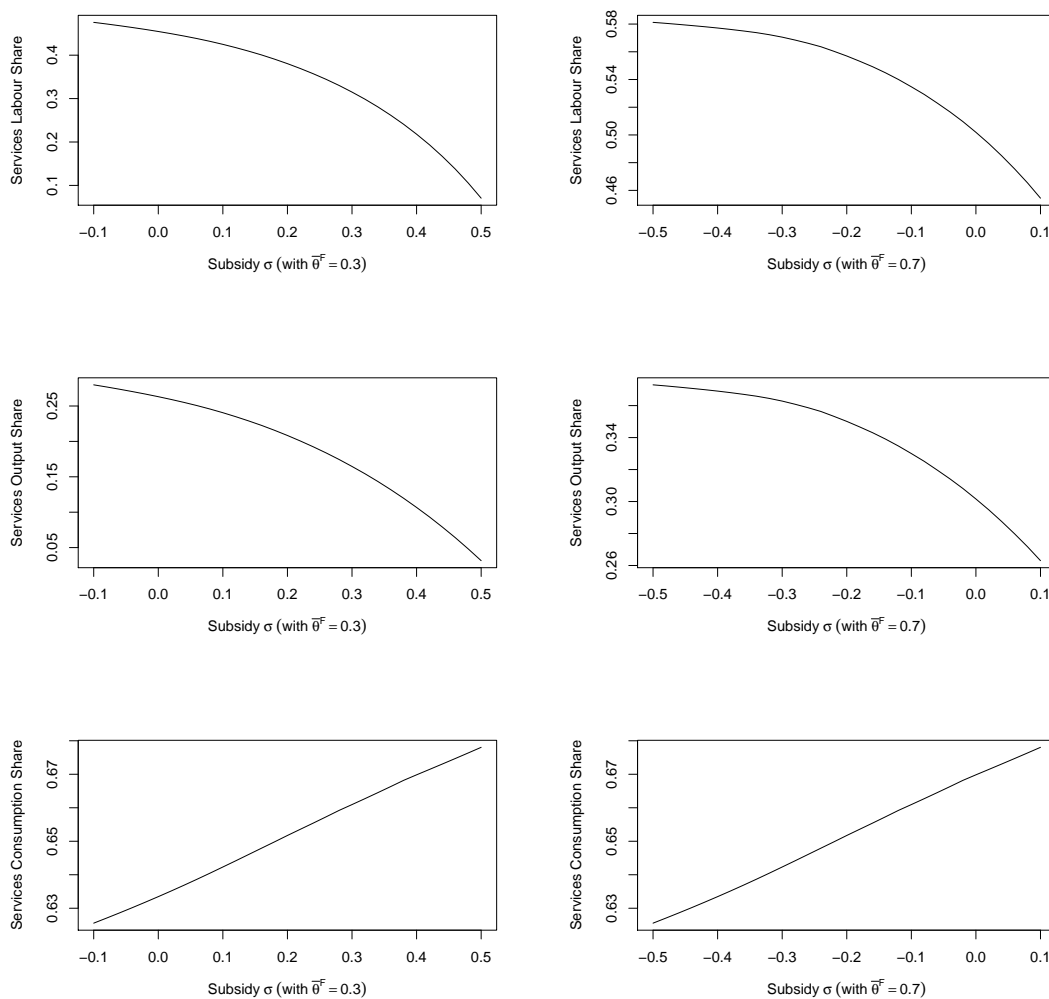 Services Labour Share
0.1 0.2 0.3 0.4
−0.1 0.0 0.1 0.2 0.3 0.4 0.5
Subsidy σ (with θ̅ᶠ = 0.3)
Services Labour Share
0.46 0.50 0.54 0.58
−0.5 −0.4 −0.3 −0.2 −0.1 0.0 0.1
Subsidy σ (with θ̅ᶠ = 0.7)
Services Output Share
0.05 0.15 0.25
−0.1 0.0 0.1 0.2 0.3 0.4 0.5
Subsidy σ (with θ̅ᶠ = 0.3)
Services Output Share
0.26 0.30 0.34
−0.5 −0.4 −0.3 −0.2 −0.1 0.0 0.1
Subsidy σ (with θ̅ᶠ = 0.7)
Services Consumption Share
0.63 0.65 0.67
−0.1 0.0 0.1 0.2 0.3 0.4 0.5
Subsidy σ (with θ̅ᶠ = 0.3)
Services Consumption Share
0.63 0.65 0.67
−0.5 −0.4 −0.3 −0.2 −0.1 0.0 0.1
Subsidy σ (with θ̅ᶠ = 0.7)